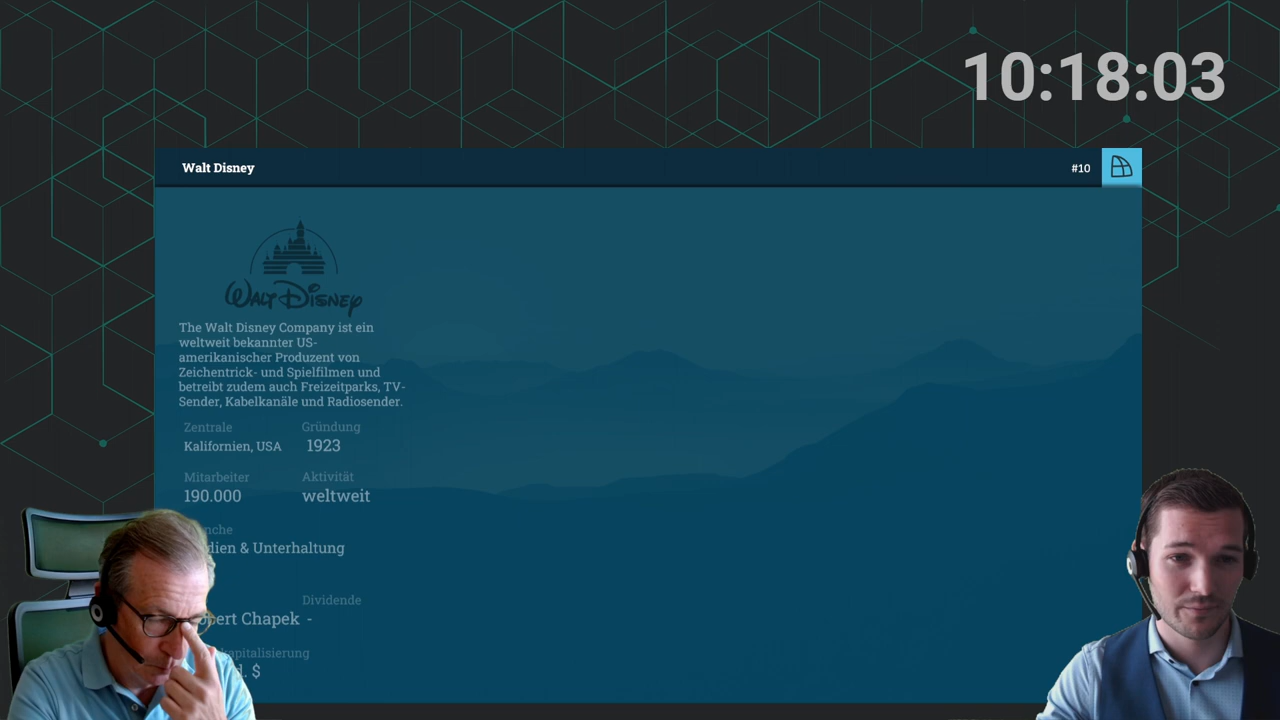 10:18:03
Walt Disney
#10
WALT DISNEY
The Walt Disney Company ist ein
weltweit bekannter US-
amerikanischer Produzent von
Zeichentrick- und Spielfilmen und
betreibt zudem auch Freizeitparks, TV-
Sender, Kabelkanäle und Radiosender.
Zentrale Gründung
Kalifornien, USA 1923
Mitarbeiter Aktivität
190.000 weltweit
& Unterhaltung
Dividende
Chapek -
$